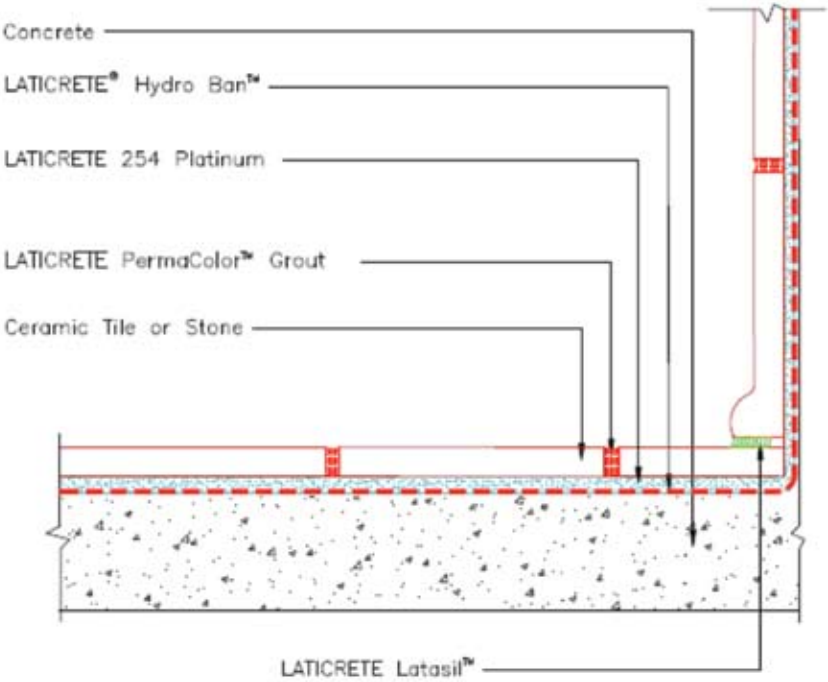 Concrete
LATICRETE® Hydro Ban™
LATICRETE 254 Platinum
LATICRETE PermaColor™ Grout
Ceramic Tile or Stone
LATICRETE Latasil™